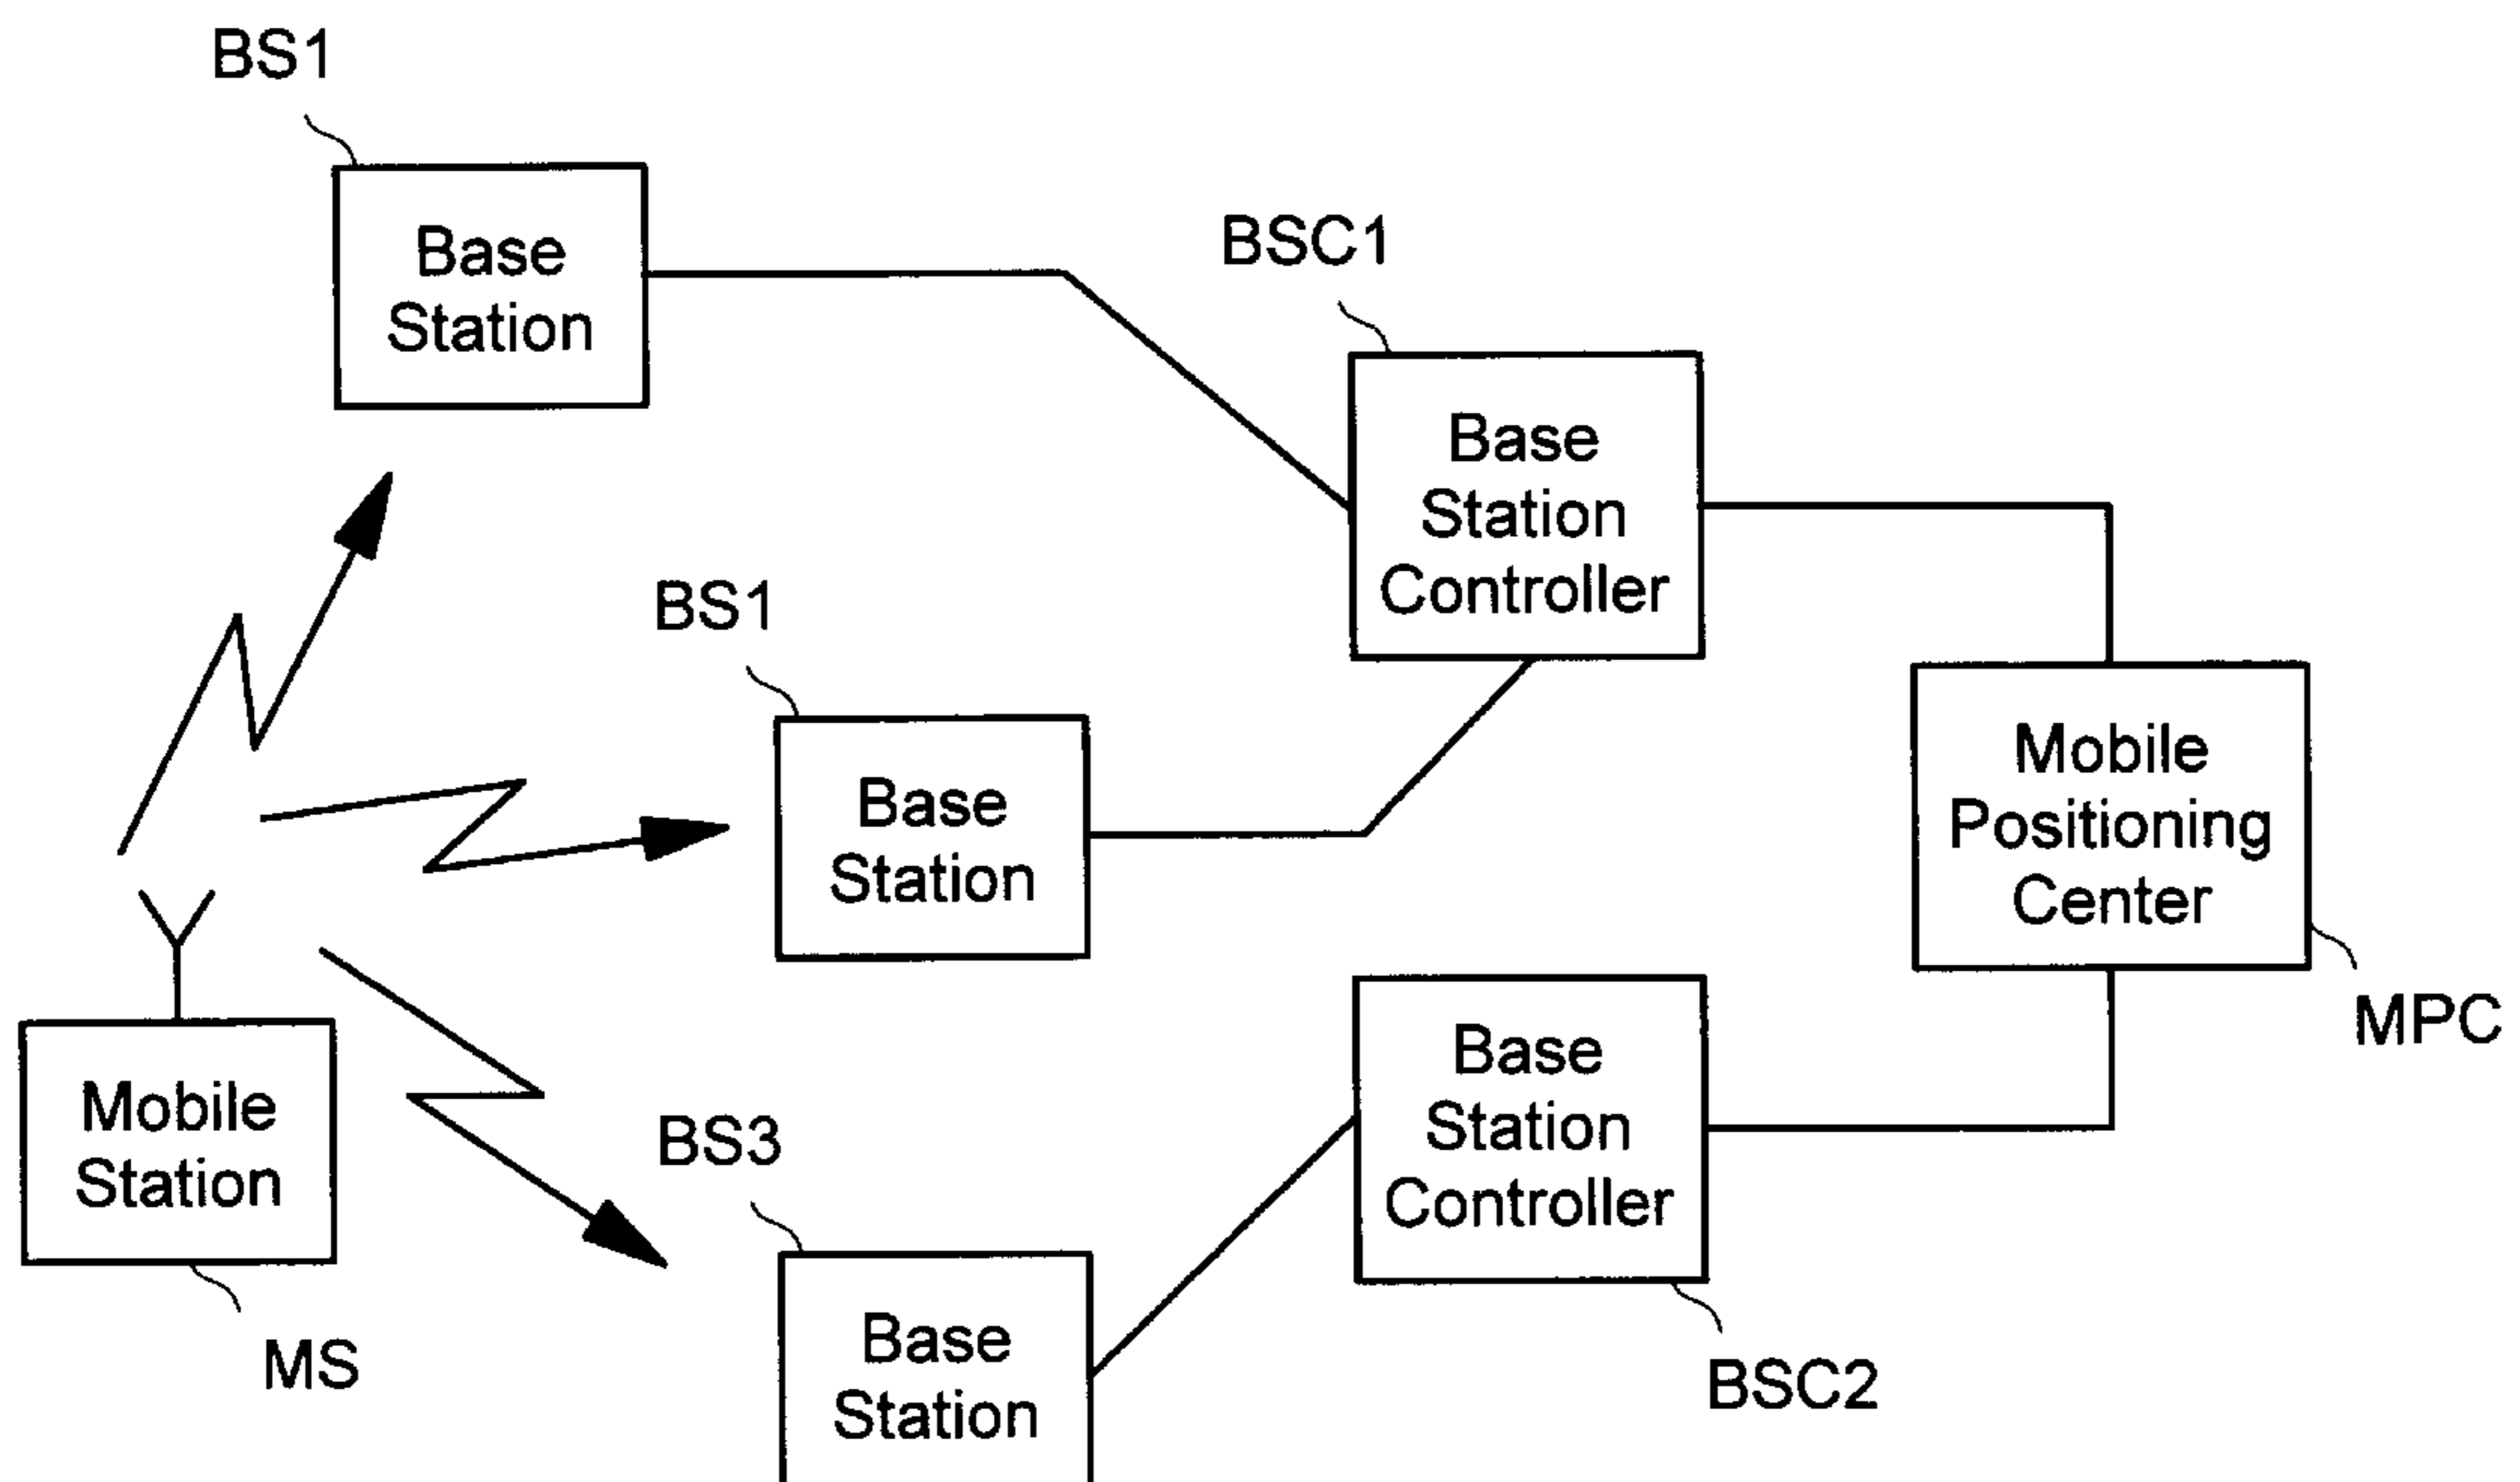 BS1
Base
Station
BSC1
Base
Station
Controller
BS1
Base
Station
Mobile
Positioning
Center
MPC
Mobile
Station
MS
BS3
Base
Station
Base
Station
Controller
BSC2